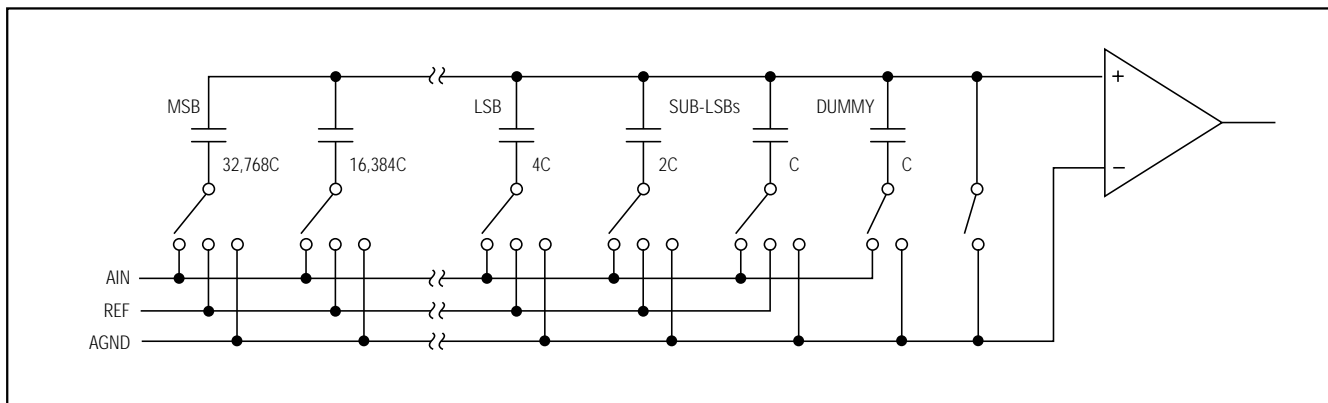 MSB
LSB
SUB-LSBs
DUMMY
32,768C
16,384C
4C
2C
C
C
+
−
AIN
REF
AGND